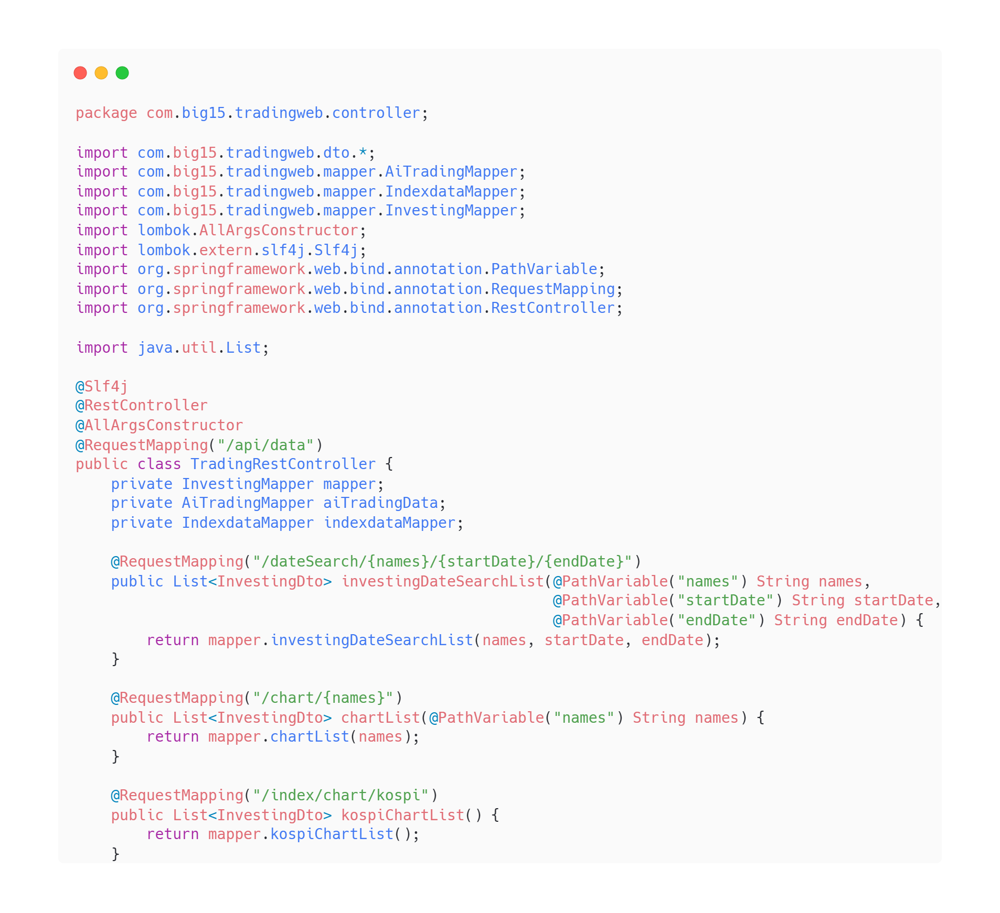 package com.big15.tradingweb.controller;

import com.big15.tradingweb.dto.*;
import com.big15.tradingweb.mapper.AiTradingMapper;
import com.big15.tradingweb.mapper.IndexdataMapper;
import com.big15.tradingweb.mapper.InvestingMapper;
import lombok.AllArgsConstructor;
import lombok.extern.slf4j.Slf4j;
import org.springframework.web.bind.annotation.PathVariable;
import org.springframework.web.bind.annotation.RequestMapping;
import org.springframework.web.bind.annotation.RestController;

import java.util.List;

@Slf4j
@RestController
@AllArgsConstructor
@RequestMapping("/api/data")
public class TradingRestController {
    private InvestingMapper mapper;
    private AiTradingMapper aiTradingData;
    private IndexdataMapper indexdataMapper;

    @RequestMapping("/dateSearch/{names}/{startDate}/{endDate}")
    public List<InvestingDto> investingDateSearchList(@PathVariable("names") String names,
                                                      @PathVariable("startDate") String startDate,
                                                      @PathVariable("endDate") String endDate) {
        return mapper.investingDateSearchList(names, startDate, endDate);
    }

    @RequestMapping("/chart/{names}")
    public List<InvestingDto> chartList(@PathVariable("names") String names) {
        return mapper.chartList(names);
    }

    @RequestMapping("/index/chart/kospi")
    public List<InvestingDto> kospiChartList() {
        return mapper.kospiChartList();
    }